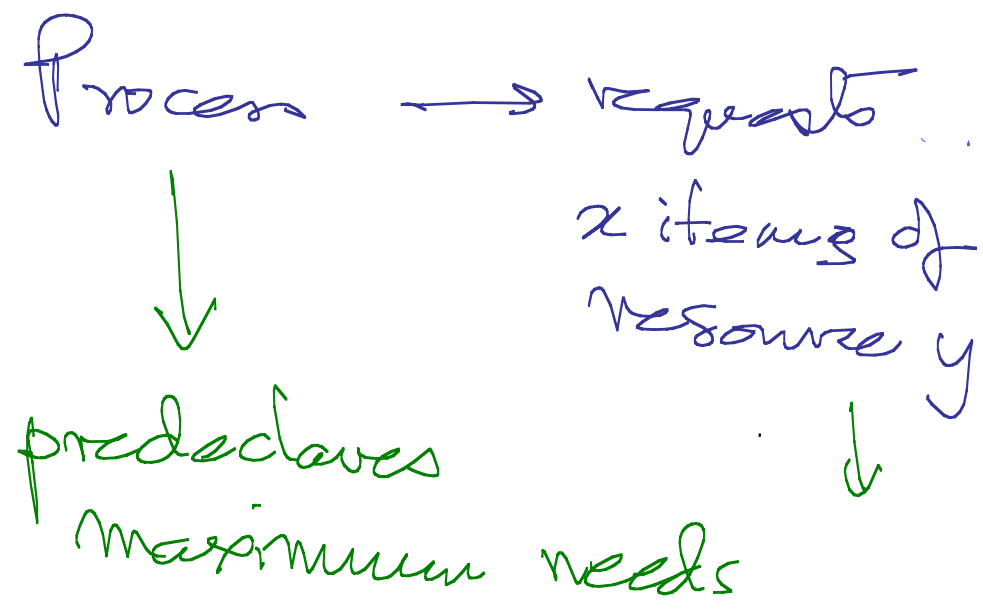 Process → requests
x items of
resource y
predeclares
maximum needs